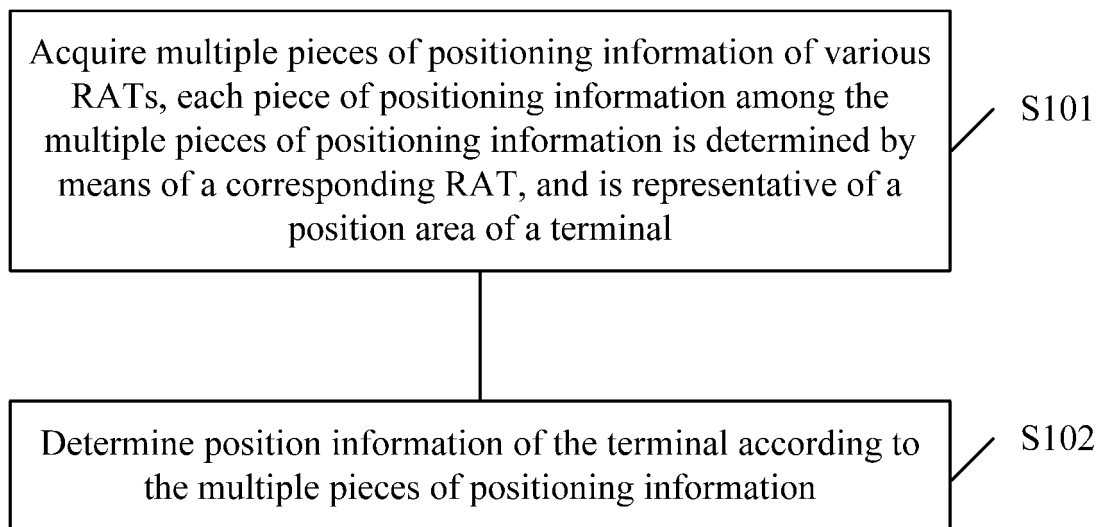 Acquire multiple pieces of positioning information of various
RATs, each piece of positioning information among the
multiple pieces of positioning information is determined by
means of a corresponding RAT, and is representative of a
position area of a terminal
S101
Determine position information of the terminal according to
the multiple pieces of positioning information
S102